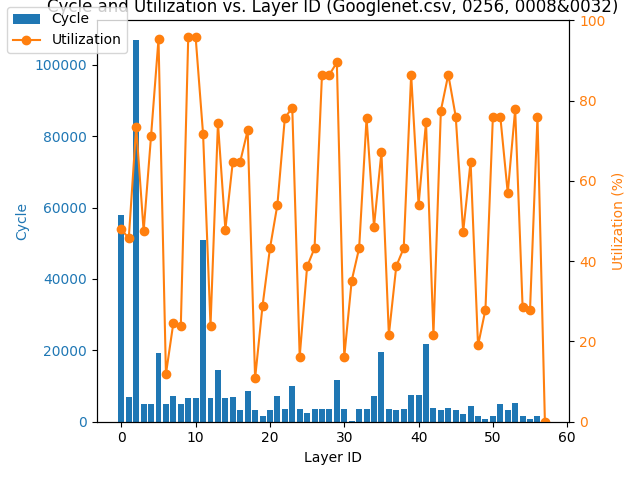 Cycle and Utilization vs. Layer ID (Googlenet.csv, 0256, 0008&0032)
Cycle
Utilization
100000
80000
60000
40000
20000
0
Cycle
100
80
60
40
20
0
Utilization (%)
0 10 20 30 40 50 60
Layer ID